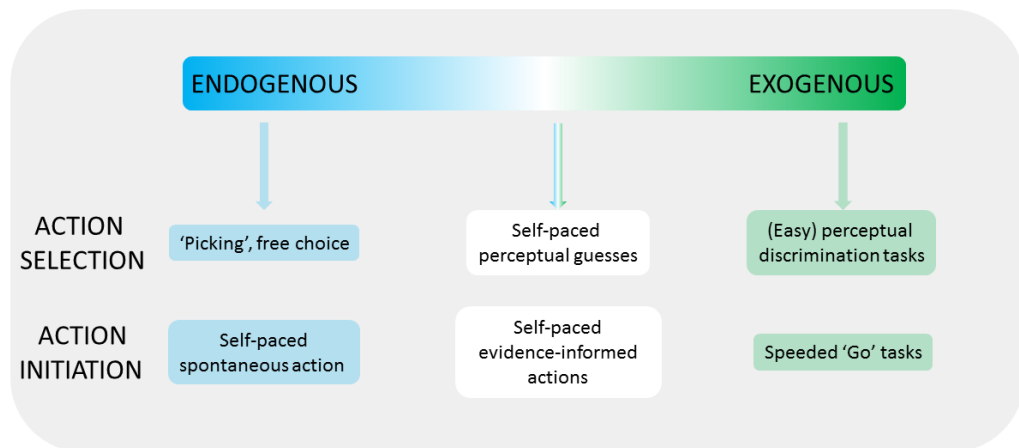 ENDOGENOUS
EXOGENOUS
ACTION
SELECTION
‘Picking’, free choice
Self-paced
perceptual guesses
(Easy) perceptual
discrimination tasks
ACTION
INITIATION
Self-paced
spontaneous action
Self-paced
evidence-informed
actions
Speeded ‘Go’ tasks